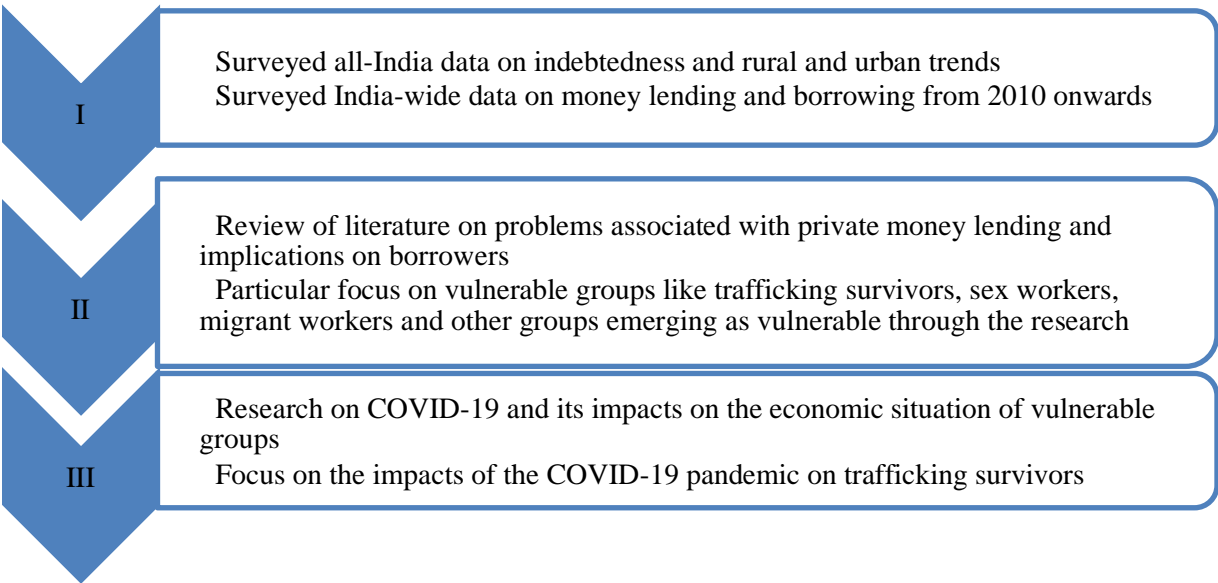 I
Surveyed all-India data on indebtedness and rural and urban trends
Surveyed India-wide data on money lending and borrowing from 2010 onwards
II
Review of literature on problems associated with private money lending and
implications on borrowers
Particular focus on vulnerable groups like trafficking survivors, sex workers,
migrant workers and other groups emerging as vulnerable through the research
III
Research on COVID-19 and its impacts on the economic situation of vulnerable
groups
Focus on the impacts of the COVID-19 pandemic on trafficking survivors